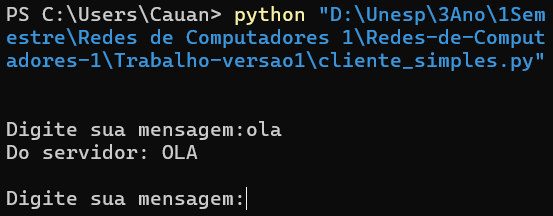 PS C:\Users\Cauan> python "D:\Unesp\3Ano\1Sem
estre\Redes de Computadores 1\Redes-de-Comput
adores-1\Trabalho-versao1\cliente_simples.py"
Digite sua mensagem:ola
Do servidor: OLA
Digite sua mensagem: